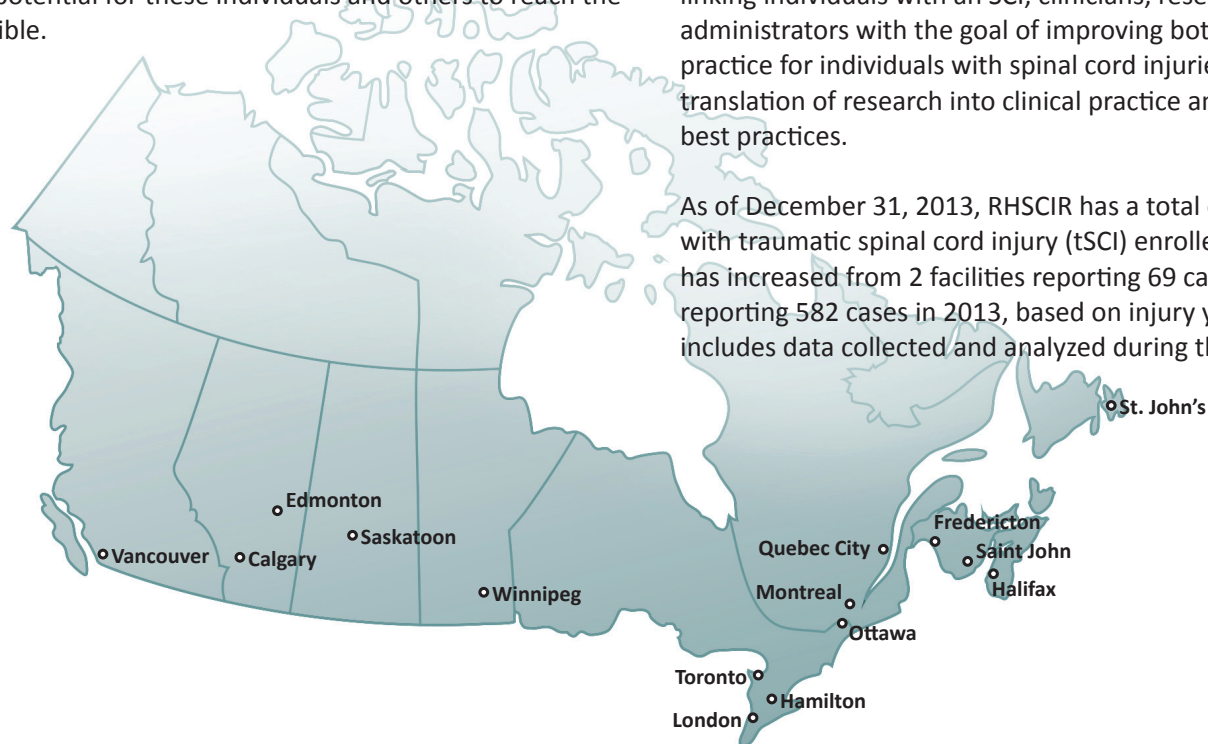 potential for these individuals and others to reach the
ible.
linking individuals with an SCI, clinicians, rese
administrators with the goal of improving bot
practice for individuals with spinal cord injurie
translation of research into clinical practice an
best practices.
As of December 31, 2013, RHSCIR has a total
with traumatic spinal cord injury (tSCI) enrolle
has increased from 2 facilities reporting 69 ca
reporting 582 cases in 2013, based on injury y
includes data collected and analyzed during th
St. John's
Edmonton
Saskatoon
Vancouver
Calgary
Winnipeg
Fredericton
Quebec City
Saint John
Halifax
Montreal
Ottawa
Toronto
Hamilton
London